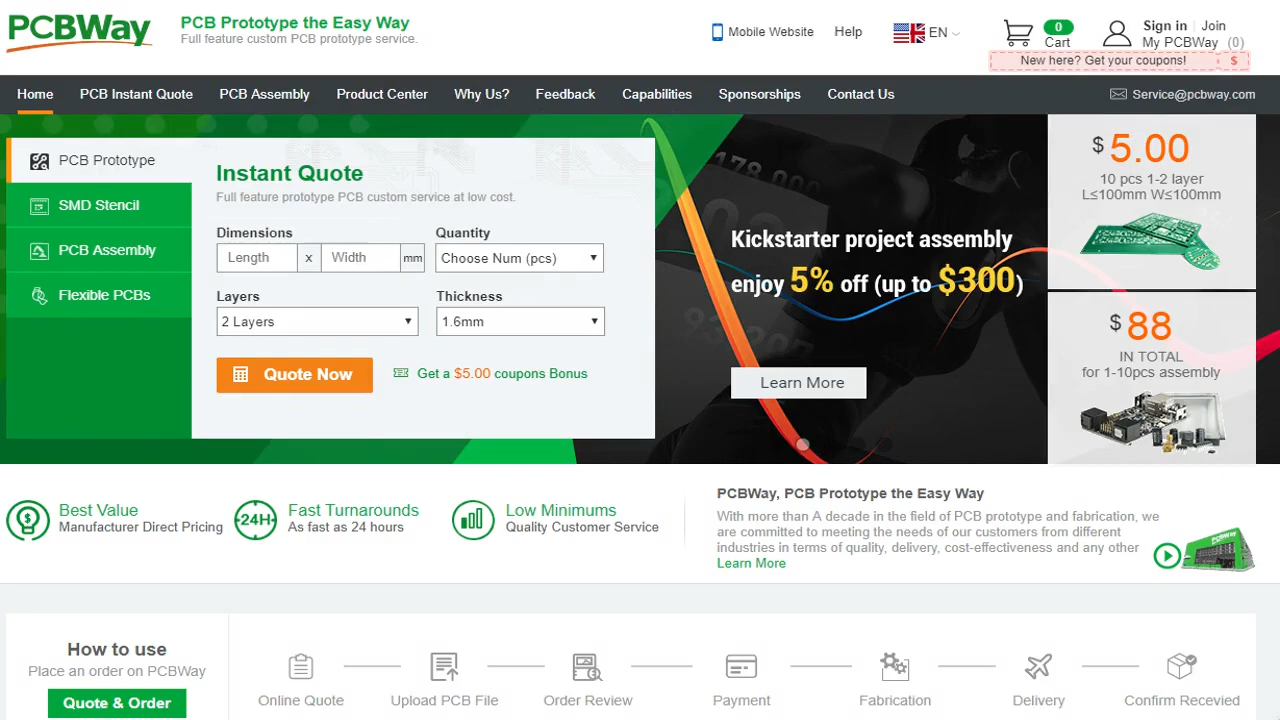 PCBWay
PCB Prototype the Easy Way
Full feature custom PCB prototype service.
Mobile Website
Help
EN
0
Cart
Sign in | Join
My PCBWay (0)
New here? Get your coupons! $
Home
PCB Instant Quote
PCB Assembly
Product Center
Why Us?
Feedback
Capabilities
Sponsorships
Contact Us
Service@pcbway.com
PCB Prototype
SMD Stencil
PCB Assembly
Flexible PCBs
Instant Quote
Full feature prototype PCB custom service at low cost.
Dimensions
Length x Width mm
Quantity
Choose Num (pcs)
Layers
2 Layers
Thickness
1.6mm
Quote Now
Get a $5.00 coupons Bonus
Kickstarter project assembly
enjoy 5% off (up to $300)
Learn More
$ 5.00
10 pcs 1-2 layer
L≤100mm W≤100mm
$ 88
IN TOTAL
for 1-10pcs assembly
Best Value
Manufacturer Direct Pricing
24H
Fast Turnarounds
As fast as 24 hours
Low Minimums
Quality Customer Service
PCBWay, PCB Prototype the Easy Way
With more than A decade in the field of PCB prototype and fabrication, we
are committed to meeting the needs of our customers from different
industries in terms of quality, delivery, cost-effectiveness and any other
Learn More
PCBWay
How to use
Place an order on PCBWay
Quote & Order
Online Quote
Upload PCB File
Order Review
Payment
Fabrication
Delivery
Confirm Recevied